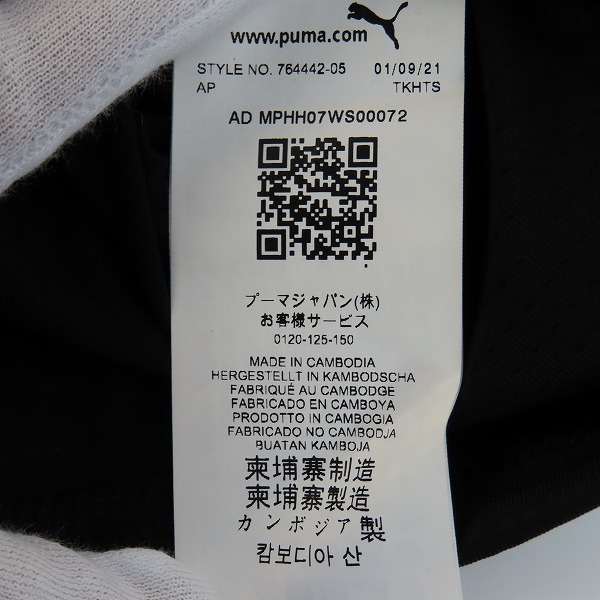 www.puma.com
STYLE NO. 764442-05 01/09/21
AP TKHTS
AD MPHH07WS00072
プーマジャパン(株)
お客様サービス
0120-125-150
MADE IN CAMBODIA
HERGESTELLT IN KAMBODSCHA
FABRIQUÉ AU CAMBODGE
FABRICADO EN CAMBOYA
PRODOTTO IN CAMBOGIA
FABRICADO NO CAMBODJA
BUATAN KAMBOJA
柬埔寨制造
柬埔寨製造
カンボジア製
캄보디아 산